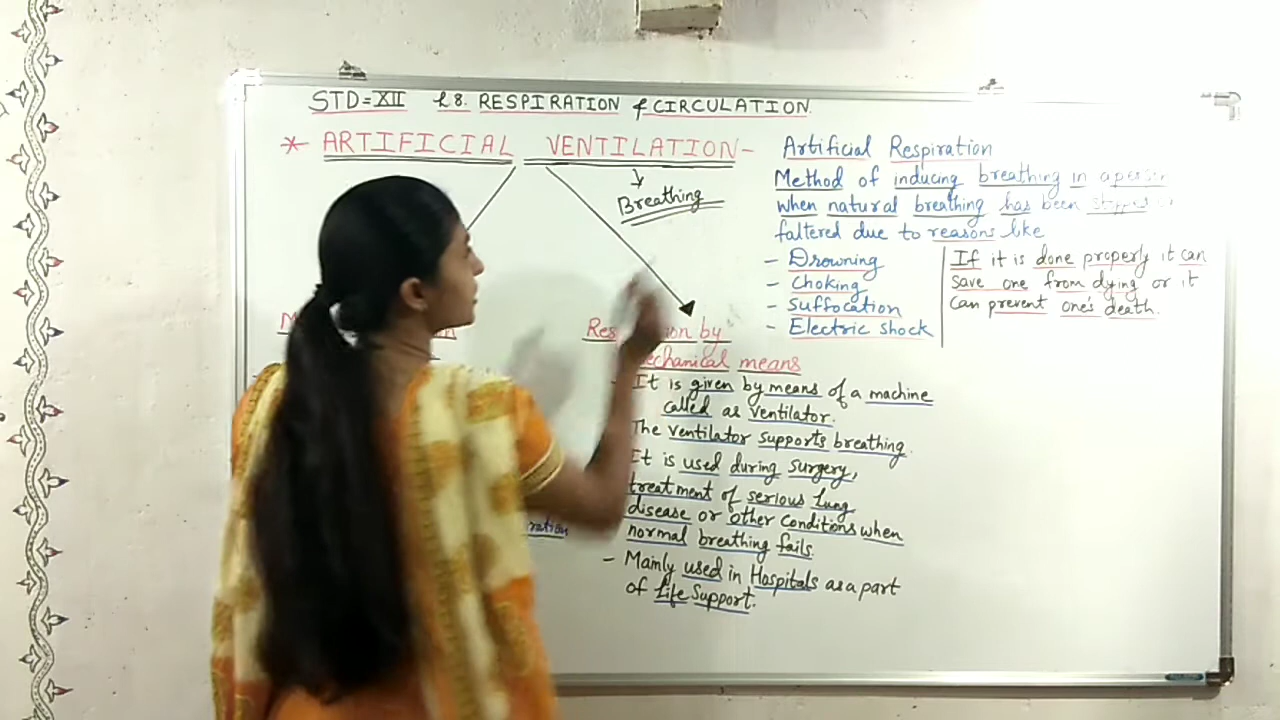 STD=XII L8. RESPIRATION & CIRCULATION.
* ARTIFICIAL VENTILATION -
Breathing
Artificial Respiration
Method of inducing breathing in a person
when natural breathing has been stopped
faltered due to reasons like
- Drowning
- Choking
- Suffocation
- Electric shock
If it is done properly it can
save one from dying or it
can prevent one's death.
by
means
It is given by means of a machine
called as Ventilator.
The Ventilator supports breathing.
It is used during surgery,
treatment of serious lung
disease or other conditions when
normal breathing fails.
- Mainly used in Hospitals as a part
of Life Support.